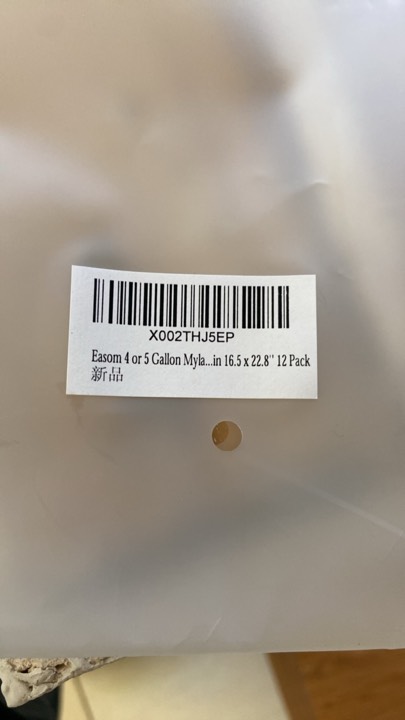 X002THJ5EP
Easom 4 or 5 Gallon Myla...in 16.5 x 22.8'' 12 Pack
新品